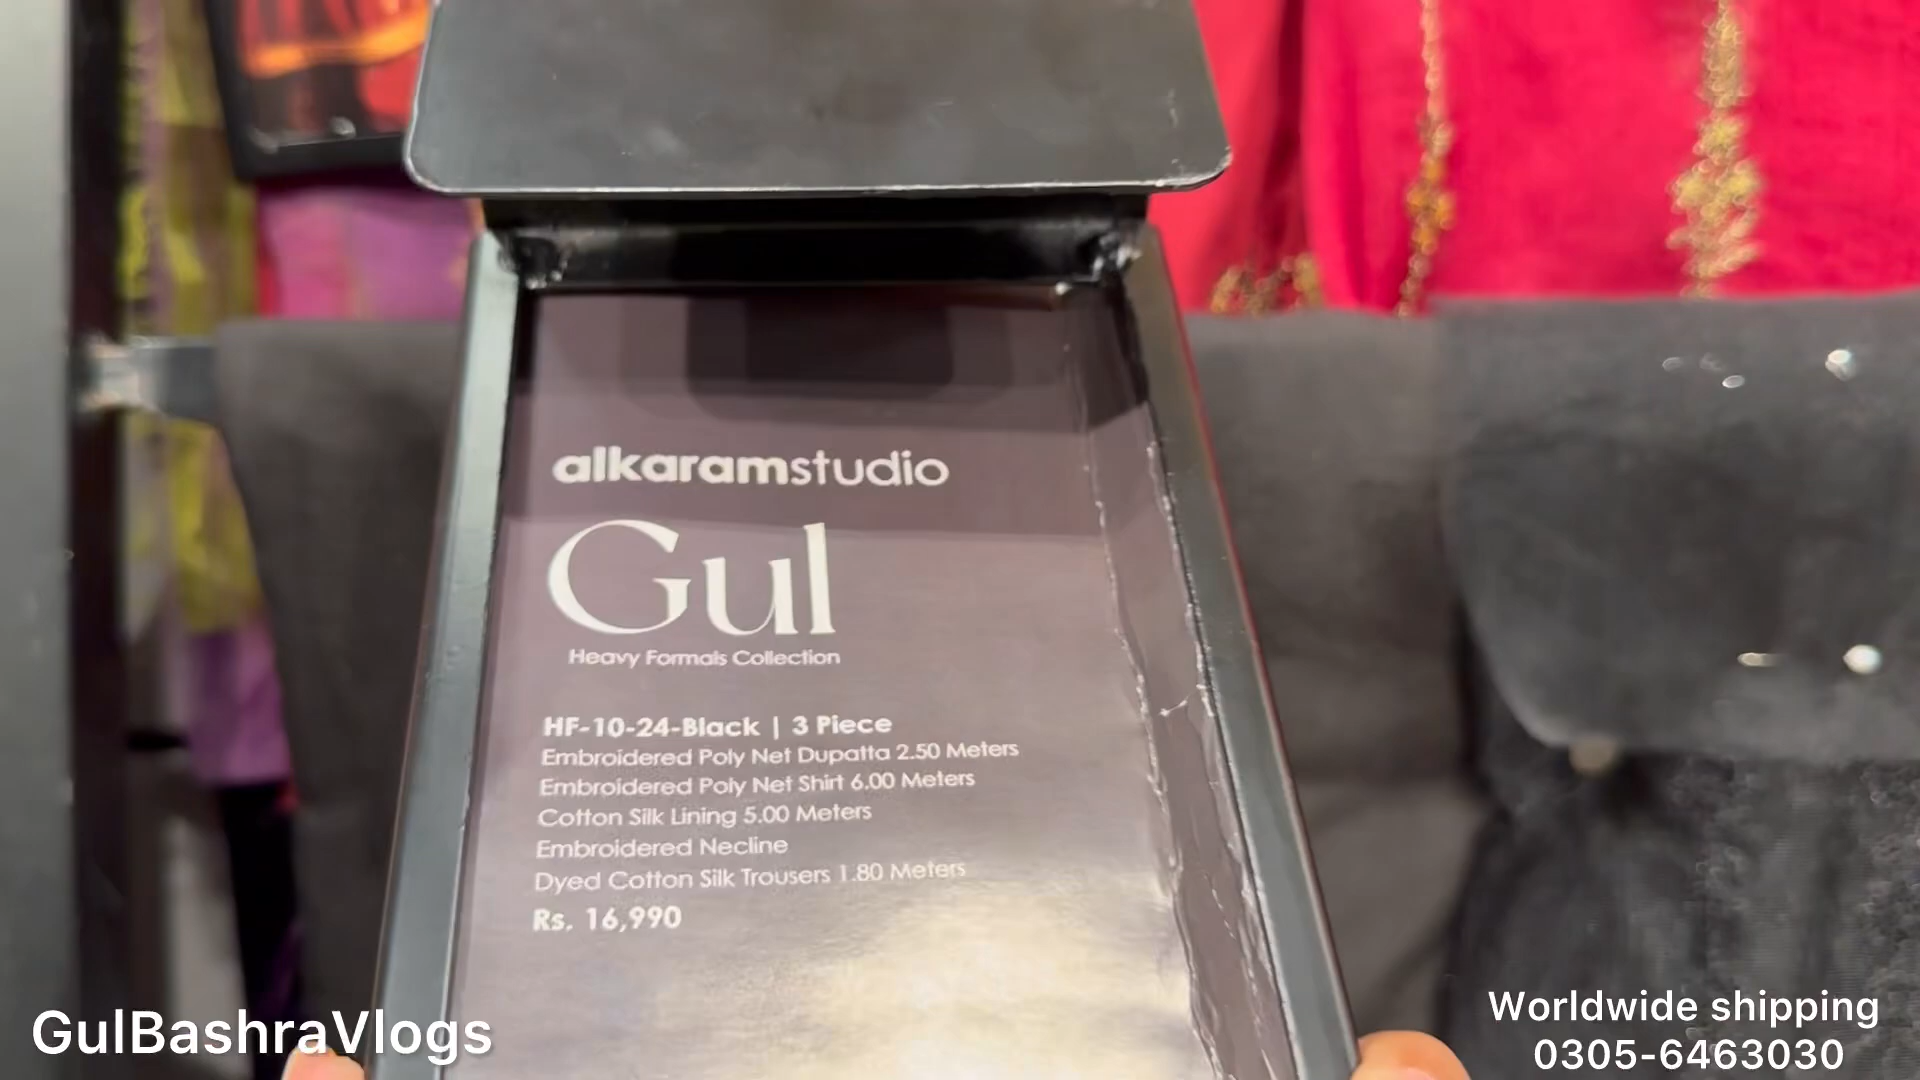 alkaramstudio
Gul
Heavy Formals Collection
HF-10-24-Black | 3 Piece
Embroidered Poly Net Dupatta 2.50 Meters
Embroidered Poly Net Shirt 6.00 Meters
Cotton Silk Lining 5.00 Meters
Embroidered Necline
Dyed Cotton Silk Trousers 1.80 Meters
Rs. 16,990
GulBashraVlogs
Worldwide shipping
0305-6463030